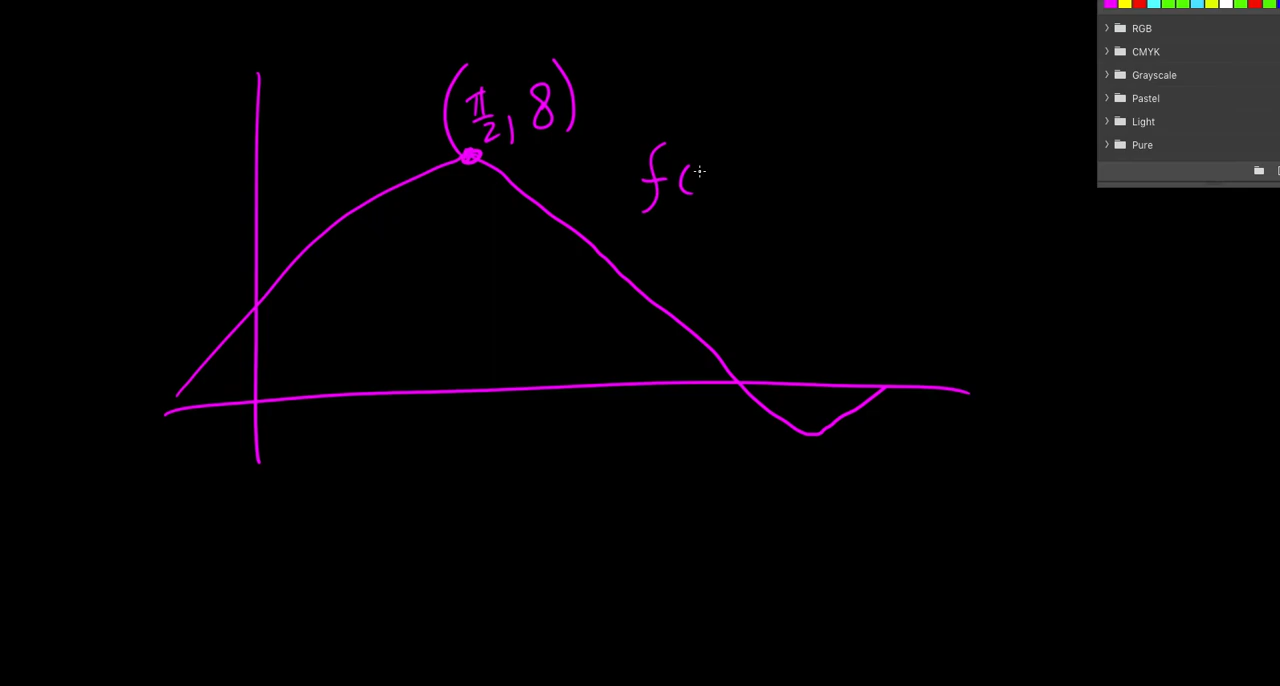 (π/2, 8)
f(
RGB
CMYK
Grayscale
Pastel
Light
Pure